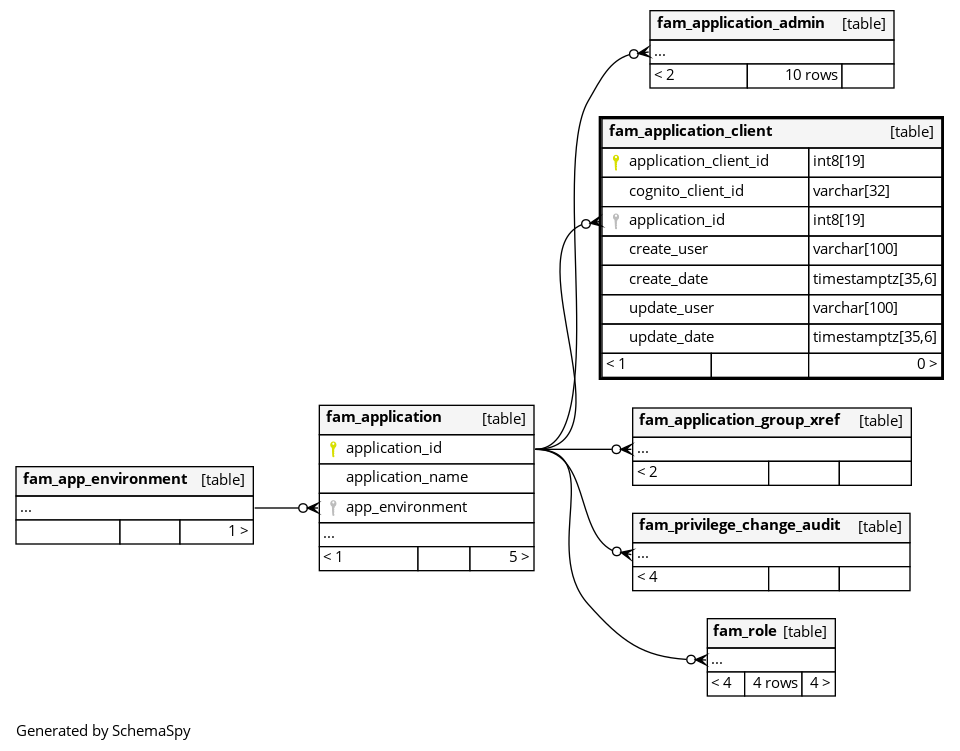 fam_application_admin [table]
...
< 2 10 rows
fam_application_client [table]
application_client_id int8[19]
cognito_client_id varchar[32]
application_id int8[19]
create_user varchar[100]
create_date timestamptz[35,6]
update_user varchar[100]
update_date timestamptz[35,6]
< 1 0 >
fam_application [table]
application_id
application_name
app_environment
...
< 1 5 >
fam_application_group_xref [table]
...
< 2
fam_app_environment [table]
...
1 >
fam_privilege_change_audit [table]
...
< 4
fam_role [table]
...
< 4 4 rows 4 >
Generated by SchemaSpy